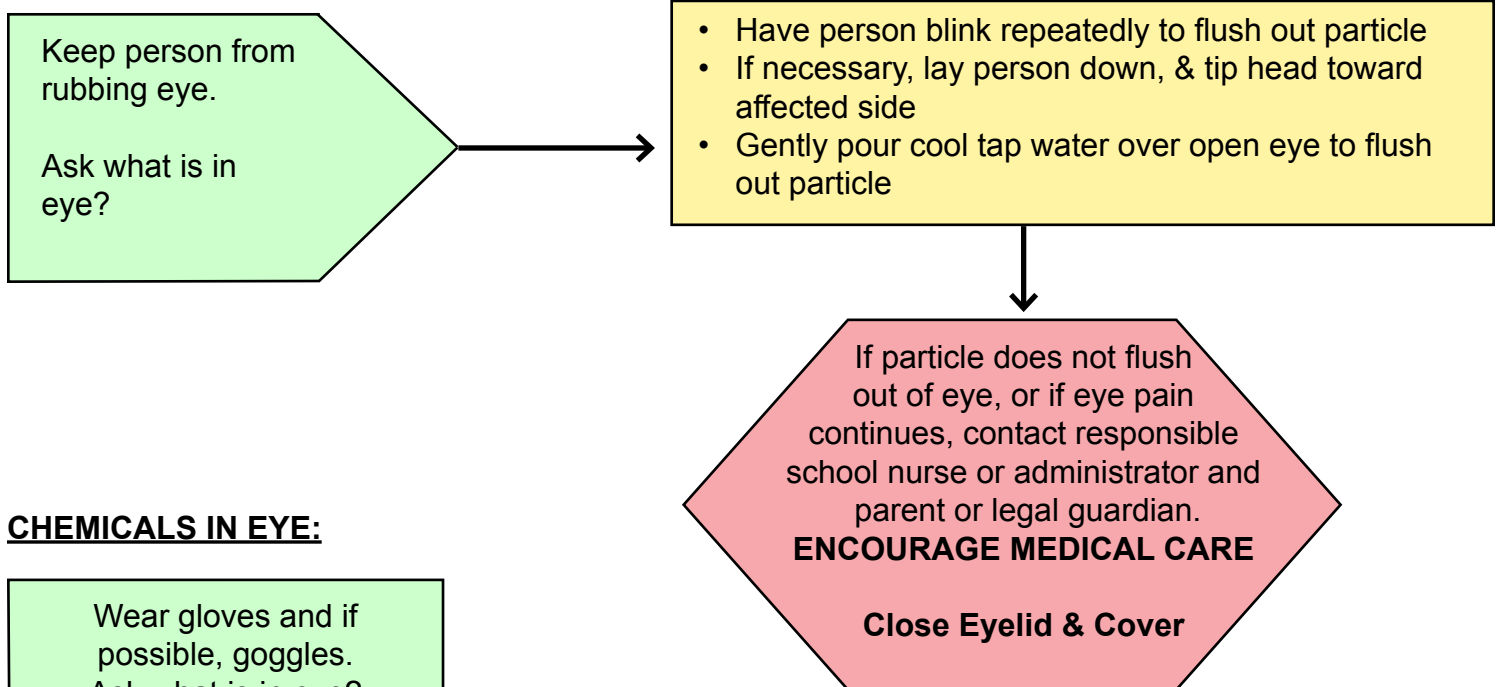 Keep person from
rubbing eye.
Ask what is in
eye?
• Have person blink repeatedly to flush out particle
• If necessary, lay person down, & tip head toward
affected side
• Gently pour cool tap water over open eye to flush
out particle
If particle does not flush
out of eye, or if eye pain
continues, contact responsible
school nurse or administrator and
parent or legal guardian.
ENCOURAGE MEDICAL CARE
Close Eyelid & Cover
CHEMICALS IN EYE:
Wear gloves and if
possible, goggles.